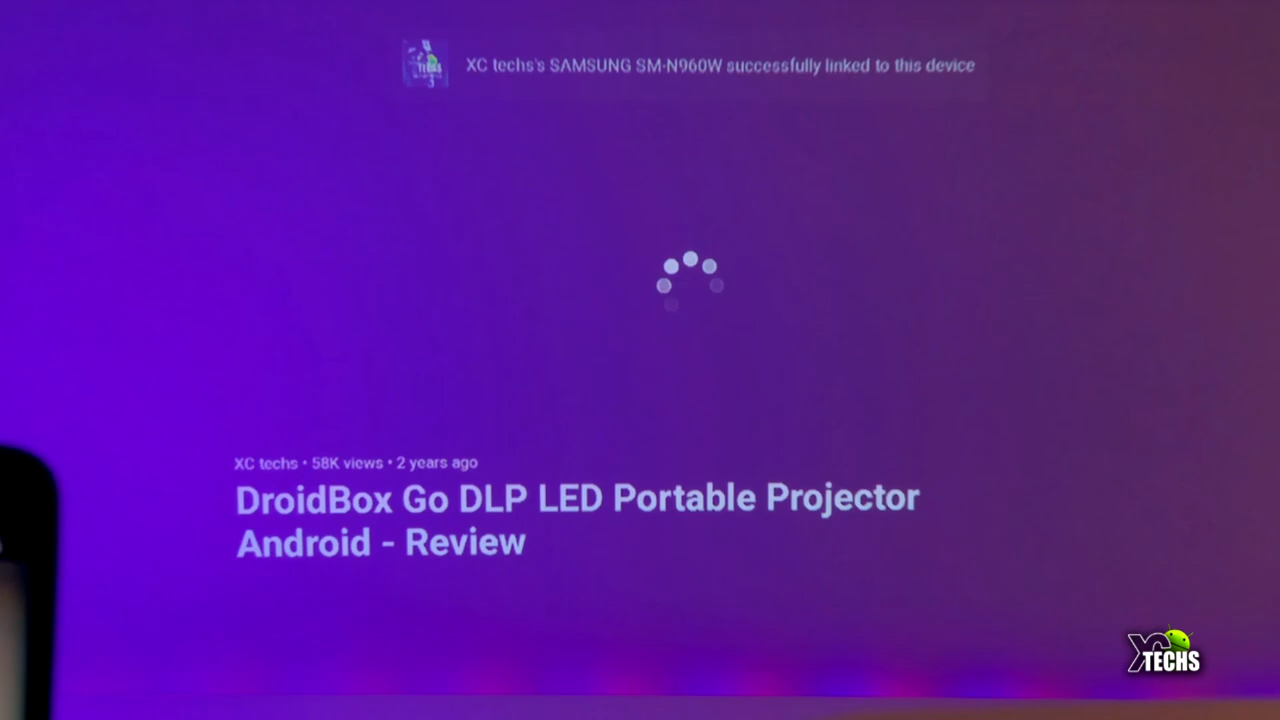 XC techs's SAMSUNG SM-N960W successfully linked to this device
XC techs • 58K views • 2 years ago
DroidBox Go DLP LED Portable Projector
Android - Review
XC
TECHS